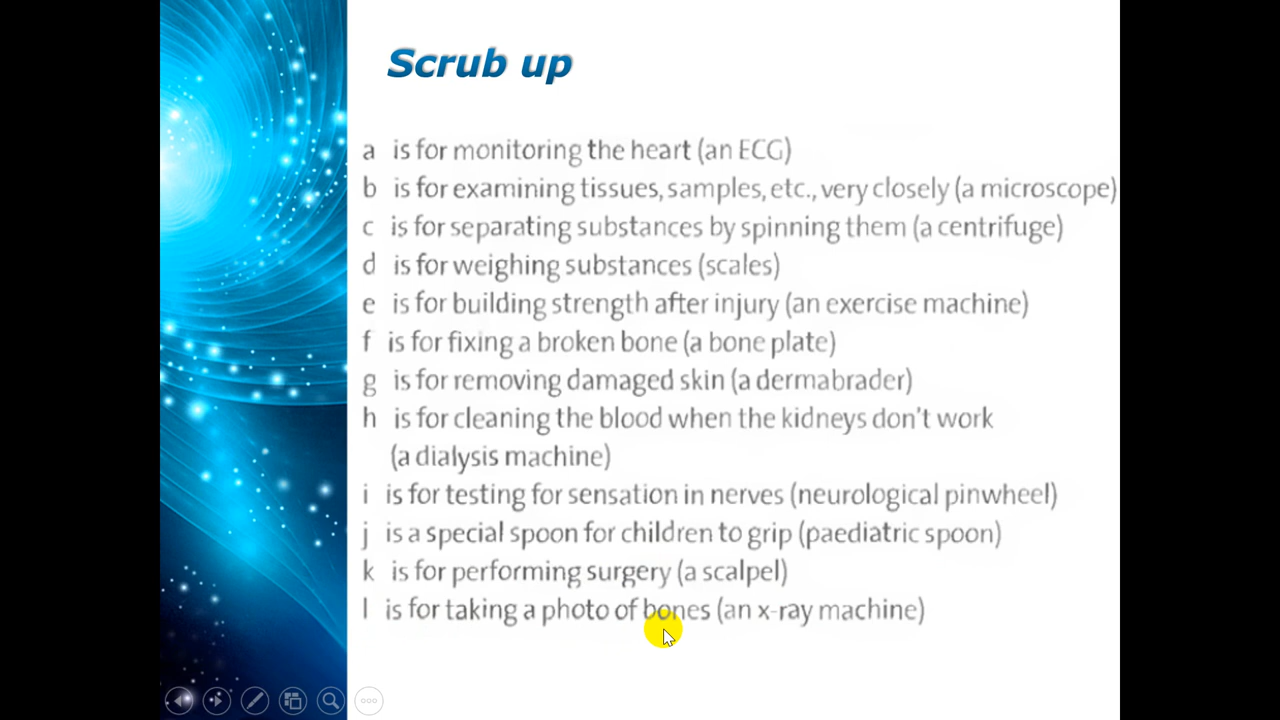 Scrub up
a is for monitoring the heart (an ECG)
b is for examining tissues, samples, etc., very closely (a microscope)
c is for separating substances by spinning them (a centrifuge)
d is for weighing substances (scales)
e is for building strength after injury (an exercise machine)
f is for fixing a broken bone (a bone plate)
g is for removing damaged skin (a dermabrader)
h is for cleaning the blood when the kidneys don't work
(a dialysis machine)
i is for testing for sensation in nerves (neurological pinwheel)
j is a special spoon for children to grip (paediatric spoon)
k is for performing surgery (a scalpel)
l is for taking a photo of bones (an x-ray machine)